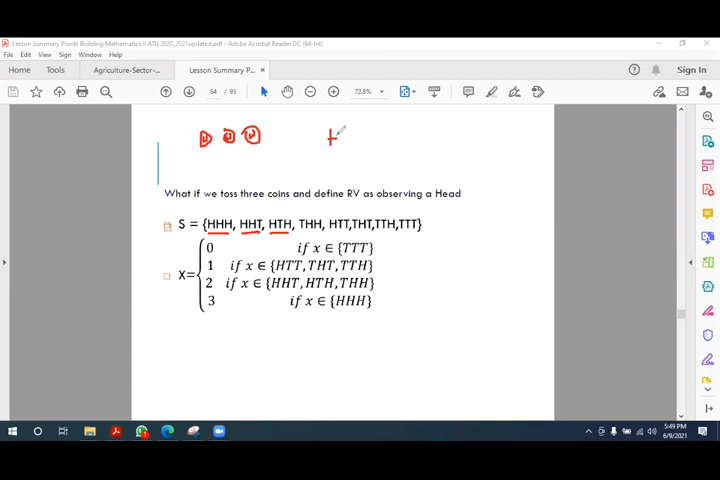 Lesson Summary Points Building Mathematics II ATU 2020_2021updated.pdf - Adobe Acrobat Reader DC (64-bit)
File Edit View Sign Window Help
Home Tools Agriculture-Sector-... Lesson Summary P... ×
? Sign In
64 / 93 72.8%
What if we toss three coins and define RV as observing a Head
S = {HHH, HHT, HTH, THH, HTT,THT,TTH,TTT}
0 if x ∈ {TTT}
1 if x ∈ {HTT, THT, TTH}
X=
2 if x ∈ {HHT, HTH, THH}
3 if x ∈ {HHH}
5:49 PM
6/9/2021